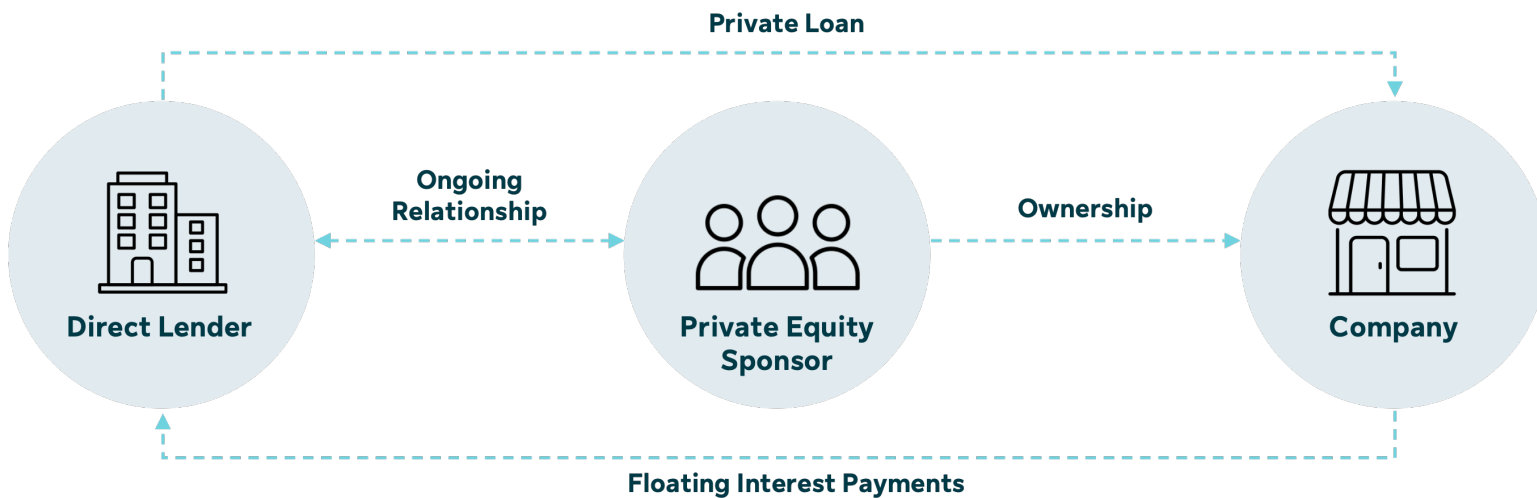 Private Loan
Ongoing
Relationship
Ownership
Direct Lender
Private Equity
Sponsor
Company
Floating Interest Payments